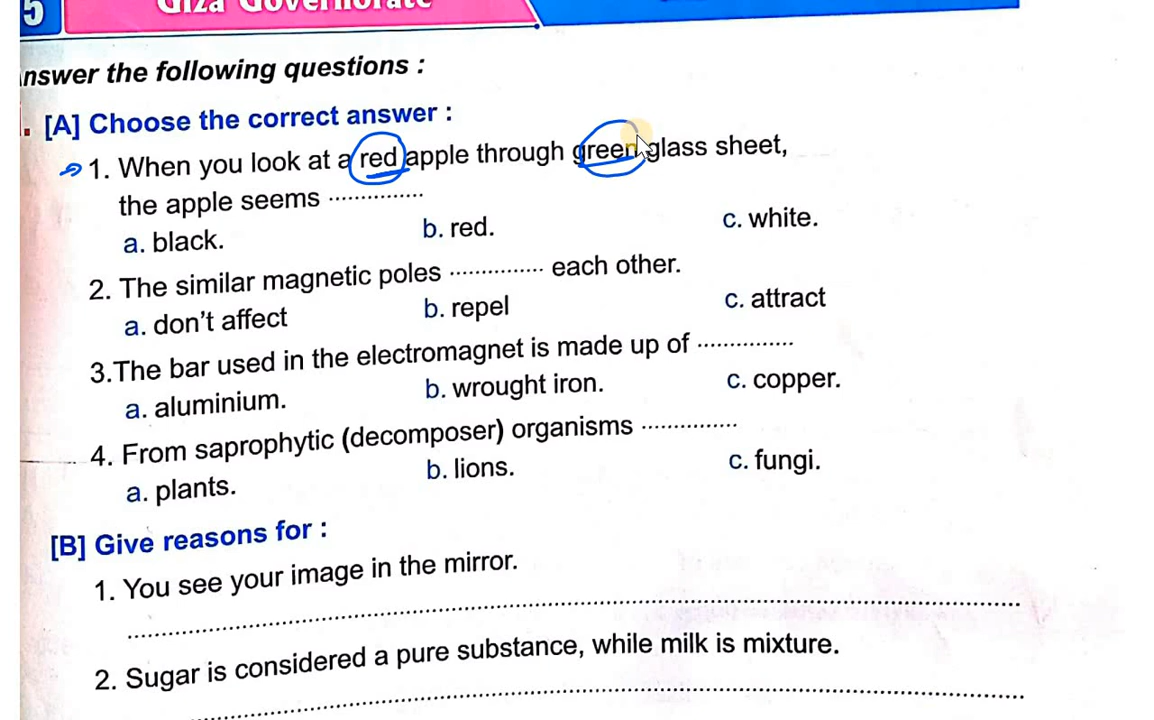 5 Giza Governorate
nswer the following questions :
. [A] Choose the correct answer :
1. When you look at a red apple through green glass sheet,
the apple seems ...............
a. black. b. red. c. white.
2. The similar magnetic poles ............... each other.
a. don't affect b. repel c. attract
3.The bar used in the electromagnet is made up of ...............
a. aluminium. b. wrought iron. c. copper.
4. From saprophytic (decomposer) organisms ...............
a. plants. b. lions. c. fungi.
[B] Give reasons for :
1. You see your image in the mirror.
2. Sugar is considered a pure substance, while milk is mixture.